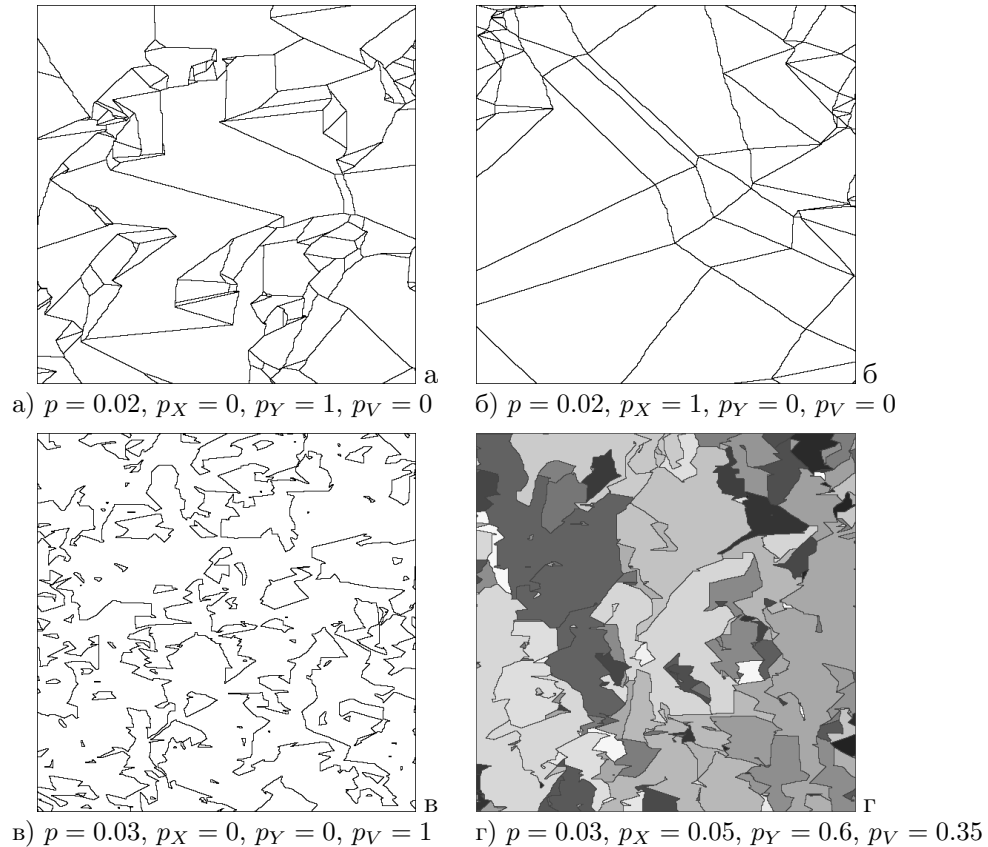 а
б
а) p = 0.02, p_X = 0, p_Y = 1, p_V = 0
б) p = 0.02, p_X = 1, p_Y = 0, p_V = 0
в
г
в) p = 0.03, p_X = 0, p_Y = 0, p_V = 1
г) p = 0.03, p_X = 0.05, p_Y = 0.6, p_V = 0.35